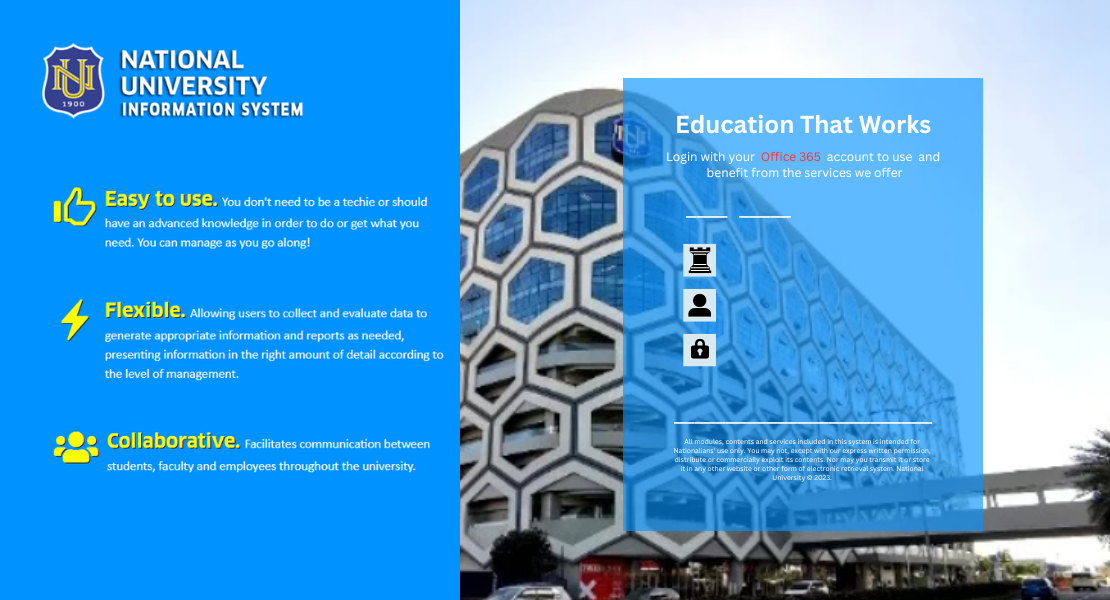 NU
1900
NATIONAL
UNIVERSITY
INFORMATION SYSTEM
Easy to use. You don't need to be a techie or should
have an advanced knowledge in order to do or get what you
need. You can manage as you go along!
Flexible. Allowing users to collect and evaluate data to
generate appropriate information and reports as needed,
presenting information in the right amount of detail according to
the level of management.
Collaborative. Facilitates communication between
students, faculty and employees throughout the university.
Education That Works
Login with your Office 365 account to use and
benefit from the services we offer
All modules, contents and services included in this system is intended for
Nationalians' use only. You may not, except with our express written permission,
distribute or commercially exploit its contents. Nor may you transmit it or store
it in any other website or other form of electronic retrieval system. National
University © 2023.